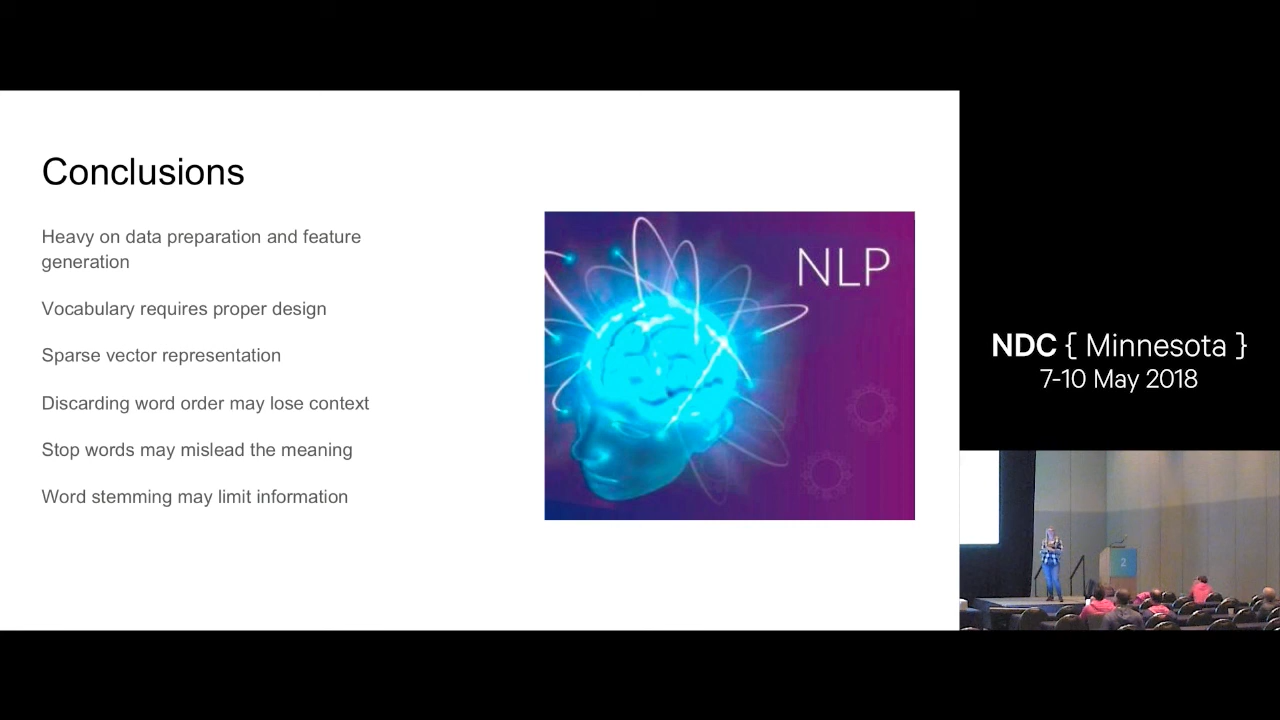 Conclusions
Heavy on data preparation and feature
generation
Vocabulary requires proper design
Sparse vector representation
Discarding word order may lose context
Stop words may mislead the meaning
Word stemming may limit information
NLP
NDC { Minnesota }
7-10 May 2018
2